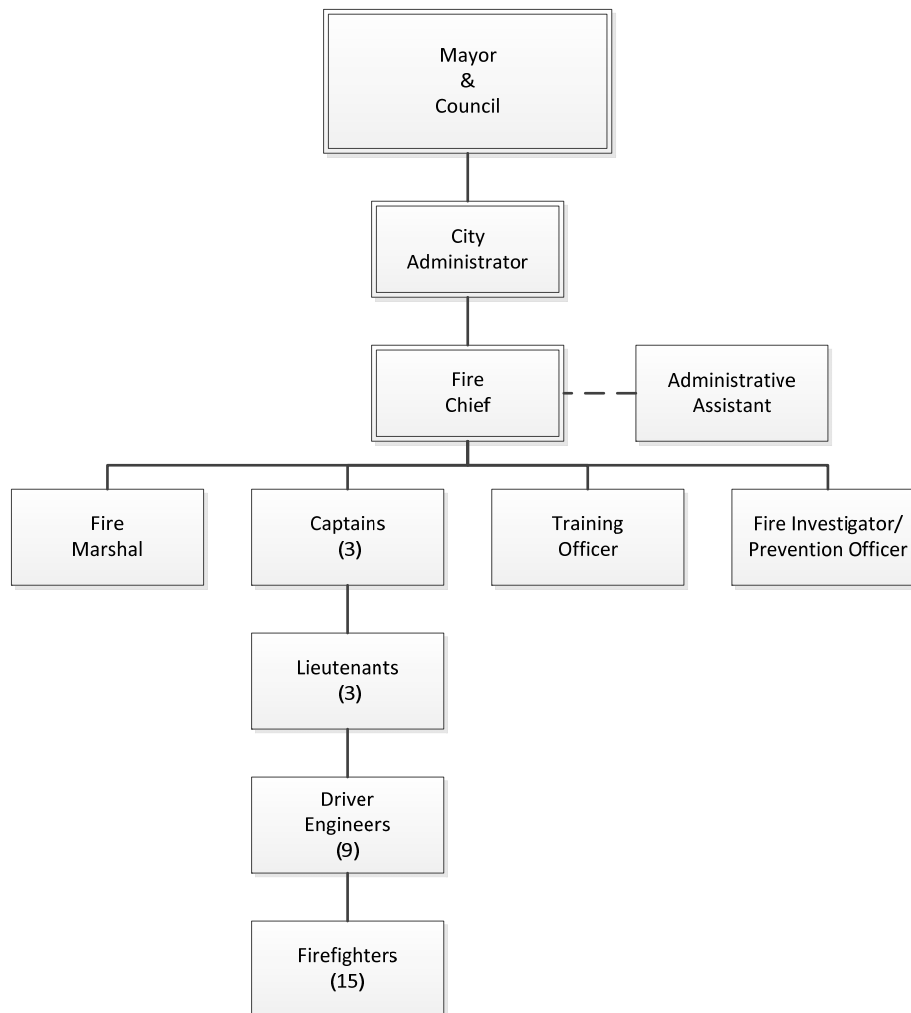 Mayor
&
Council
City
Administrator
Fire
Chief
Administrative
Assistant
Fire
Marshal
Captains
(3)
Training
Officer
Fire Investigator/
Prevention Officer
Lieutenants
(3)
Driver
Engineers
(9)
Firefighters
(15)